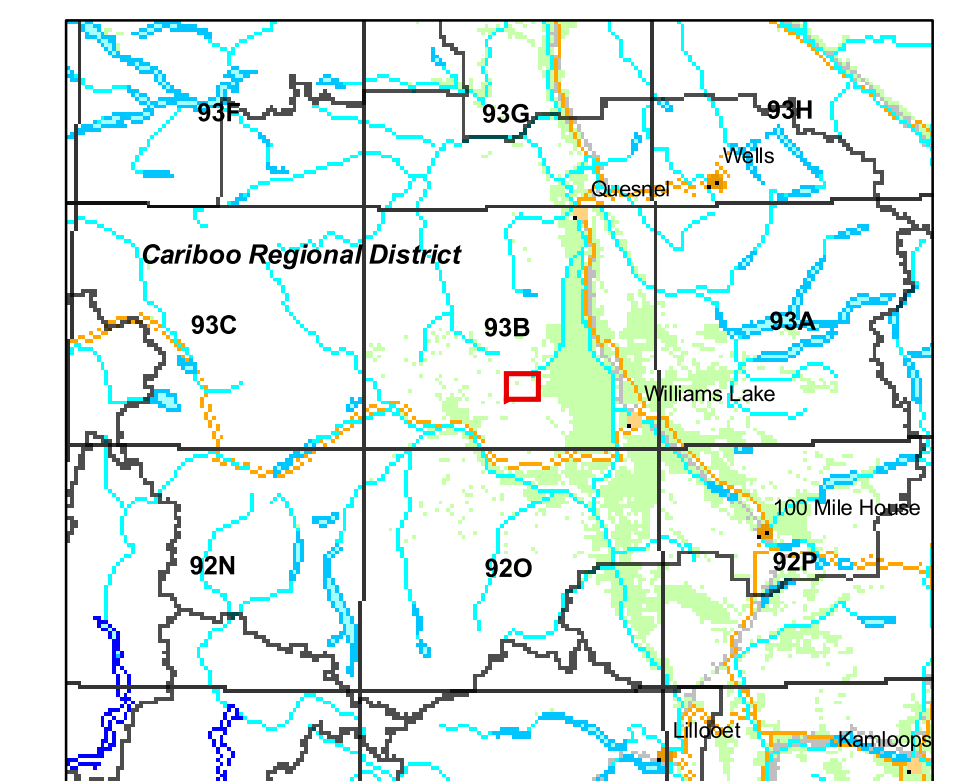 93F
93G
93H
Wells
Quesnel
Cariboo Regional District
93C
93B
93A
Williams Lake
100 Mile House
92N
92O
92P
Lillooet
Kamloops